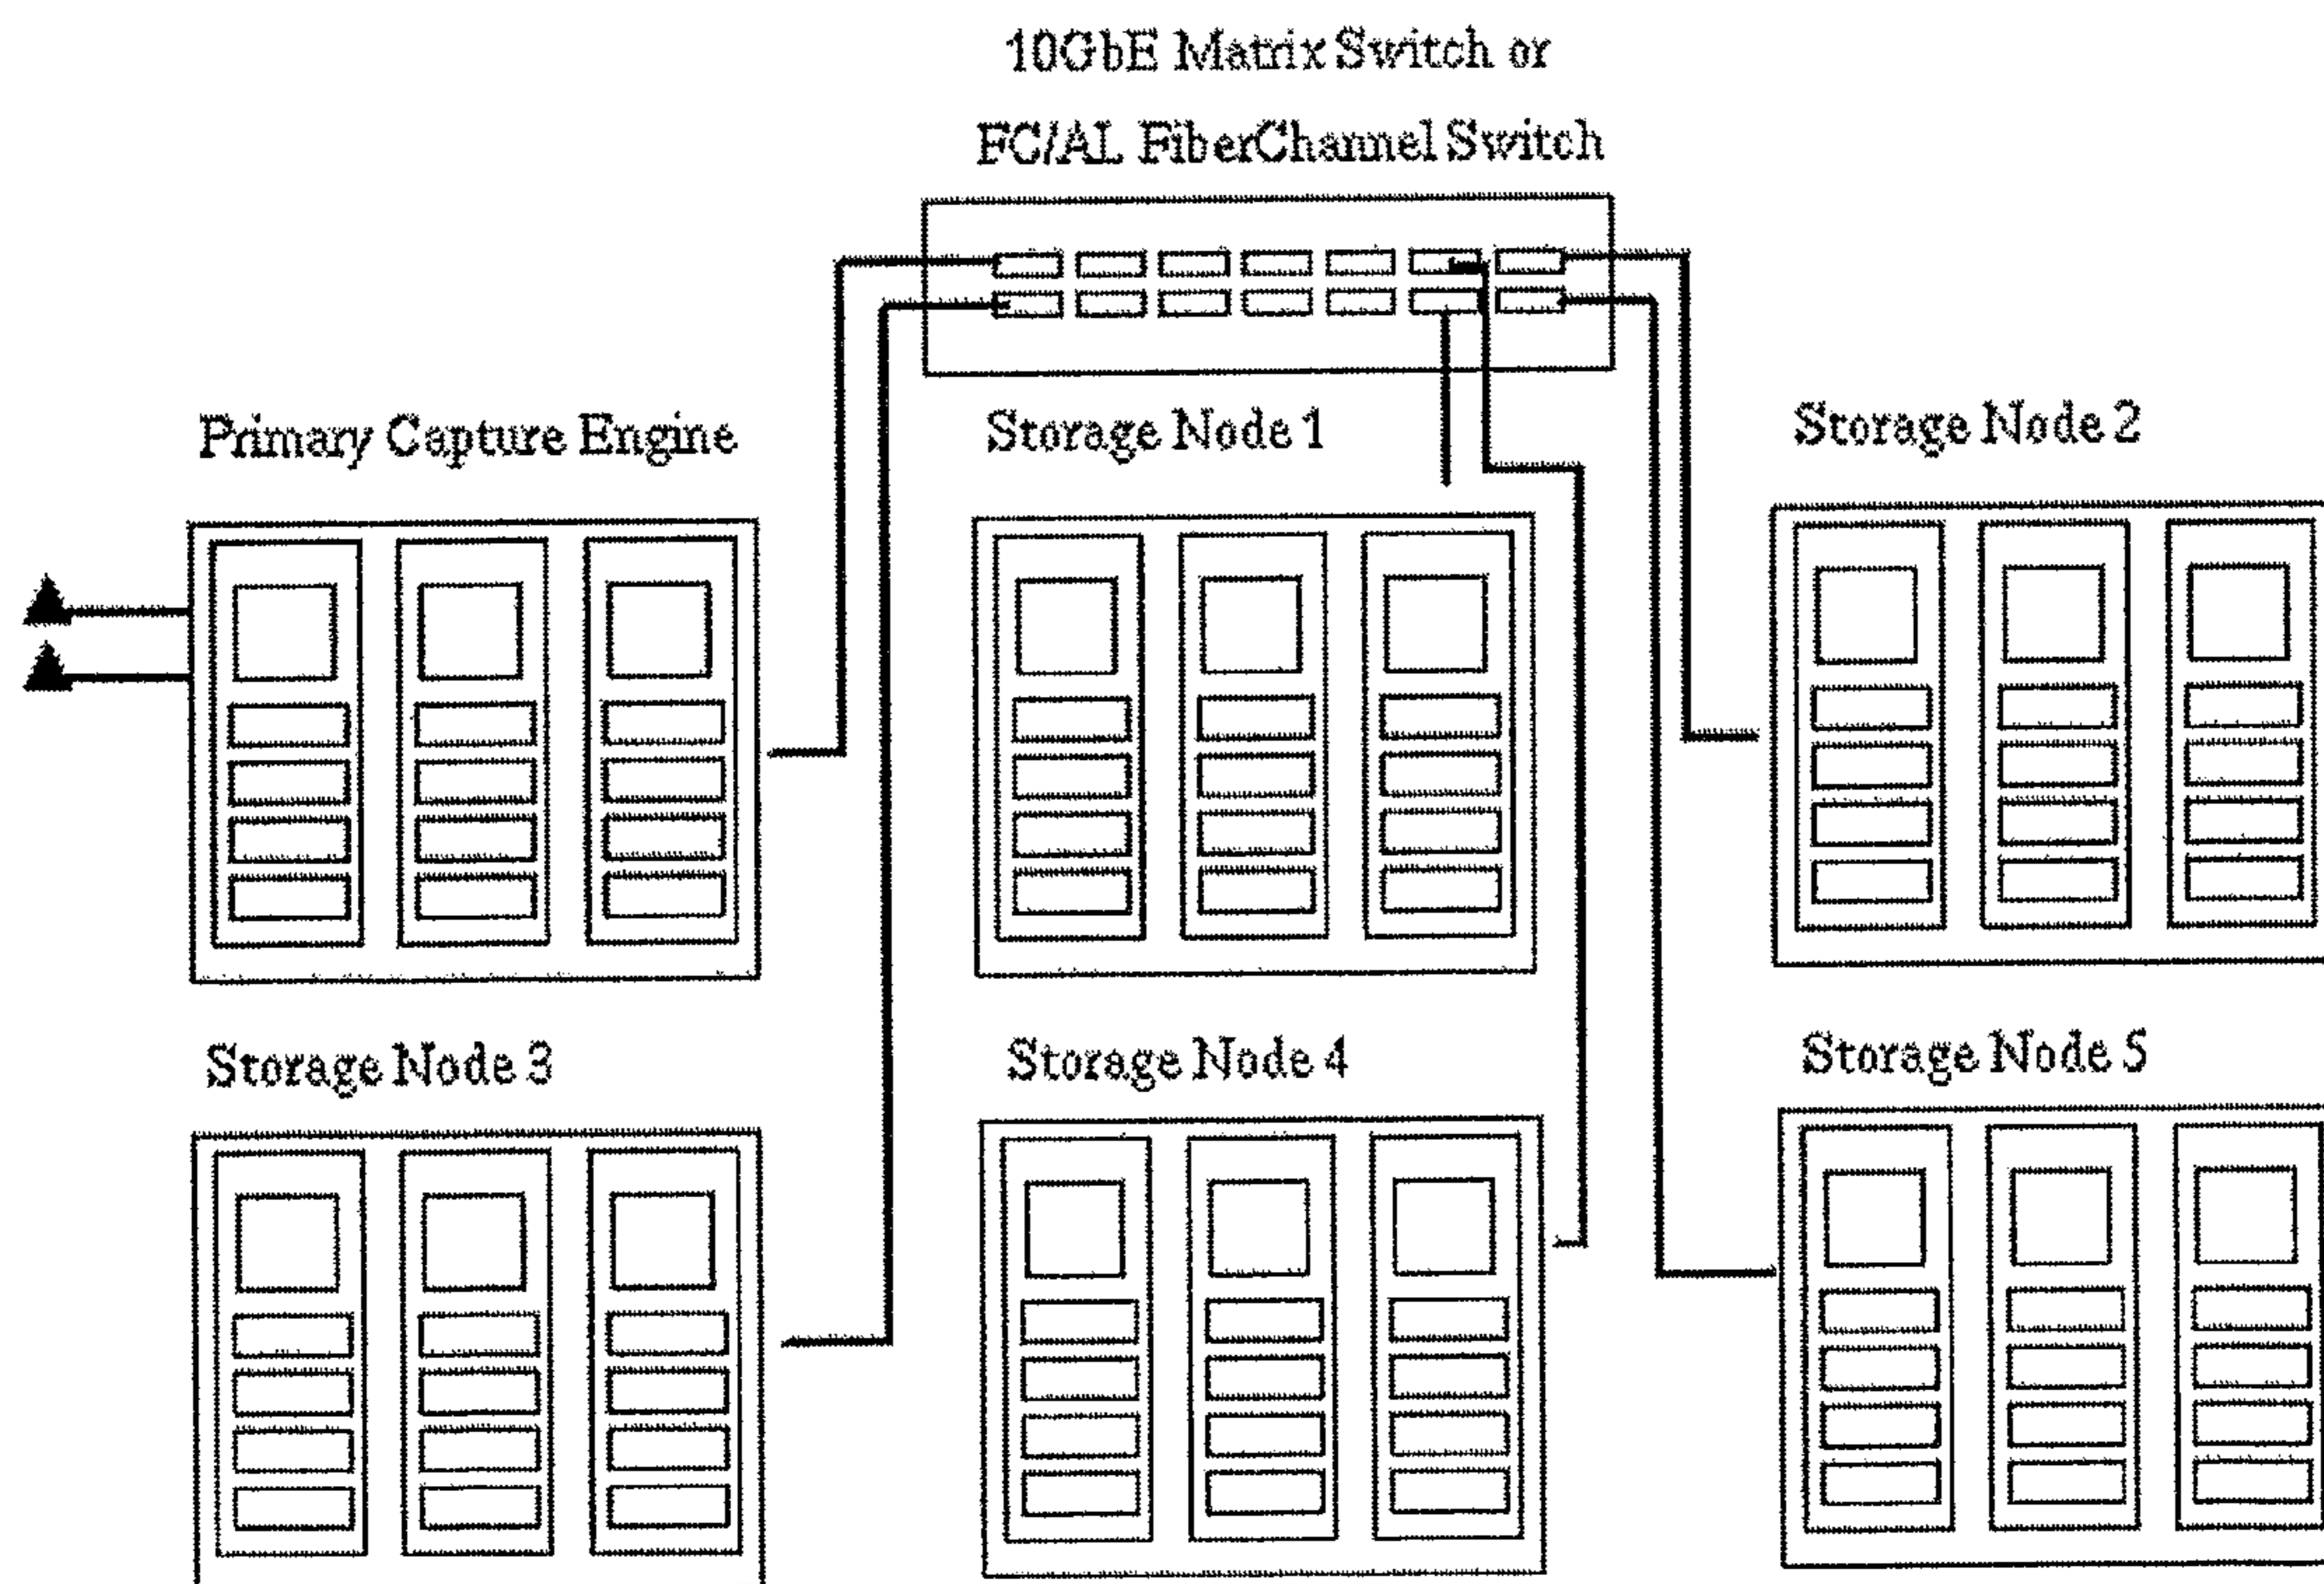 10GbE Matrix Switch or
FC/AL FiberChannel Switch
Primary Capture Engine
Storage Node 1
Storage Node 2
Storage Node 3
Storage Node 4
Storage Node 5